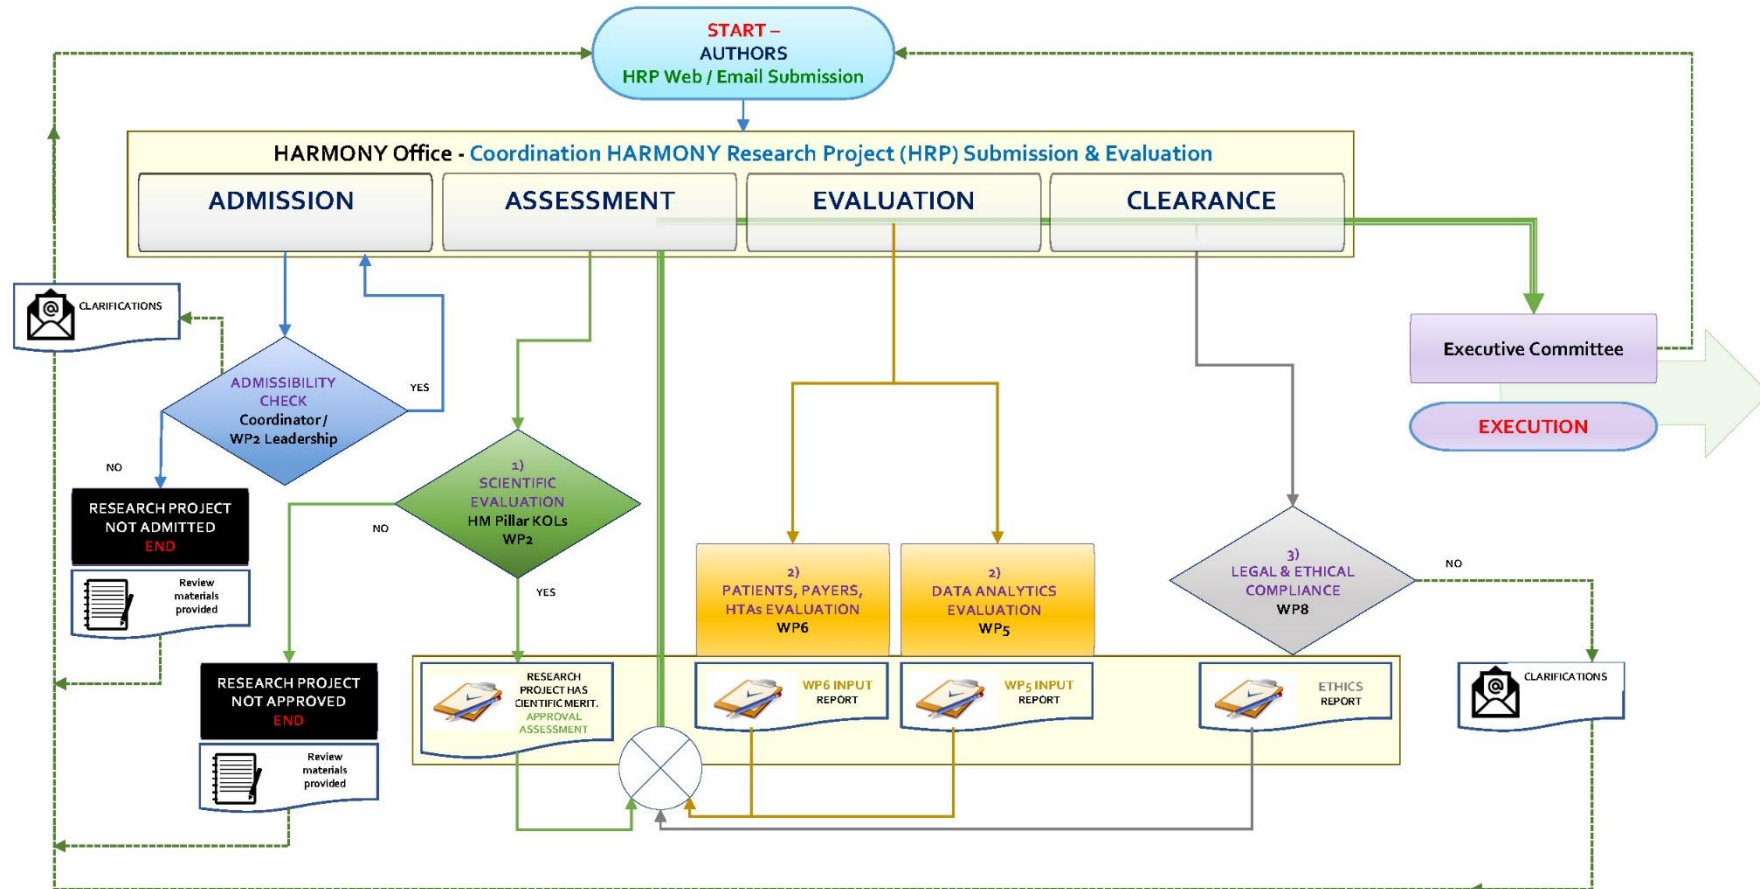 START –
AUTHORS
HRP Web / Email Submission
HARMONY Office - Coordination HARMONY Research Project (HRP) Submission & Evaluation
ADMISSION
ASSESSMENT
EVALUATION
CLEARANCE
@
CLARIFICATIONS
ADMISSIBILITY
CHECK
Coordinator /
WP2 Leadership
YES
NO
RESEARCH PROJECT
NOT ADMITTED
END
Review
materials
provided
1)
SCIENTIFIC
EVALUATION
HM Pillar KOLs
WP2
NO
YES
RESEARCH PROJECT
NOT APPROVED
END
Review
materials
provided
RESEARCH
PROJECT HAS
CIENTIFIC MERIT.
APPROVAL
ASSESSMENT
2)
PATIENTS, PAYERS,
HTAs EVALUATION
WP6
WP6 INPUT
REPORT
2)
DATA ANALYTICS
EVALUATION
WP5
WP5 INPUT
REPORT
3)
LEGAL & ETHICAL
COMPLIANCE
WP8
NO
ETHICS
REPORT
@
CLARIFICATIONS
Executive Committee
EXECUTION